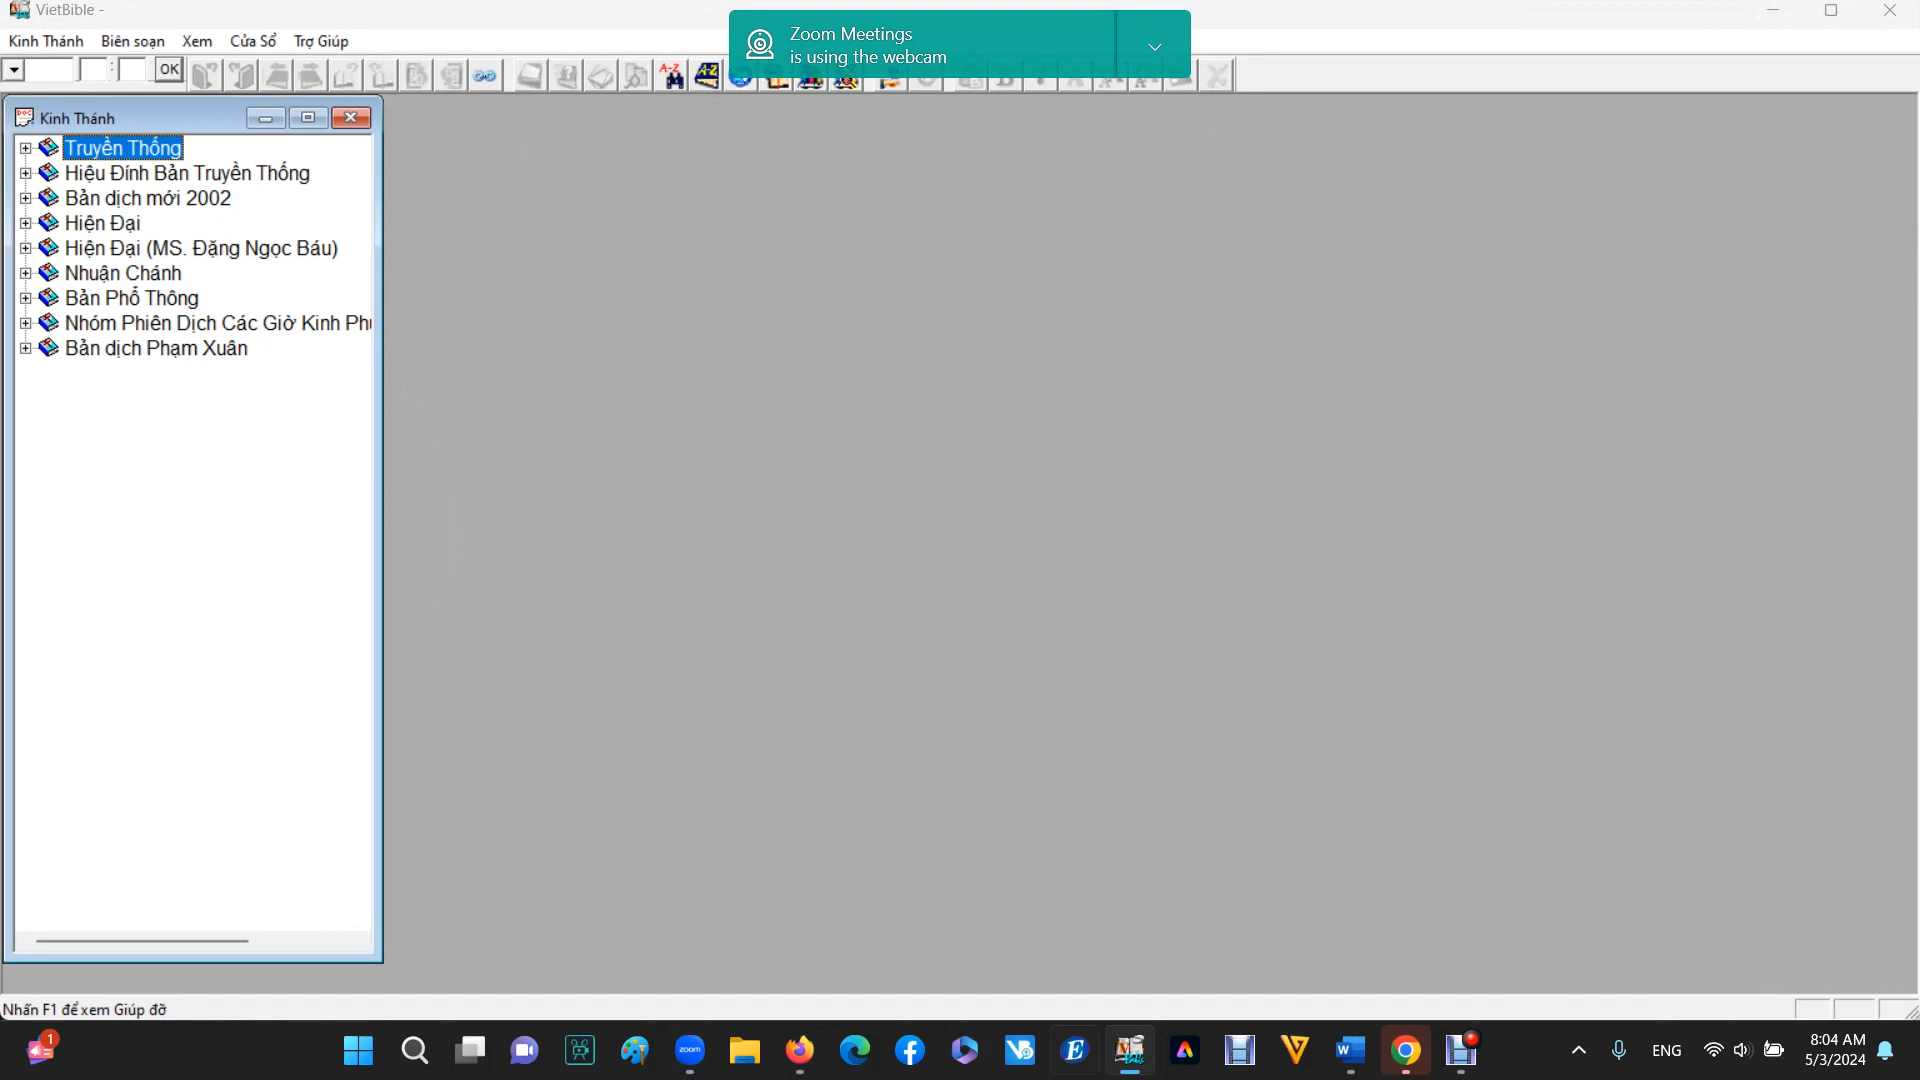 VietBible -
Zoom Meetings
is using the webcam
Kinh Thánh Biên soạn Xem Cửa Sổ Trợ Giúp
: OK
A-Z
A-Z
Kinh Thánh
Truyền Thống
Hiệu Đính Bản Truyền Thống
Bản dịch mới 2002
Hiện Đại
Hiện Đại (MS. Đặng Ngọc Báu)
Nhuận Chánh
Bản Phổ Thông
Nhóm Phiên Dịch Các Giờ Kinh Phụ
Bản dịch Phạm Xuân
Nhấn F1 để xem Giúp đỡ
1
zoom
ENG
8:04 AM
5/3/2024